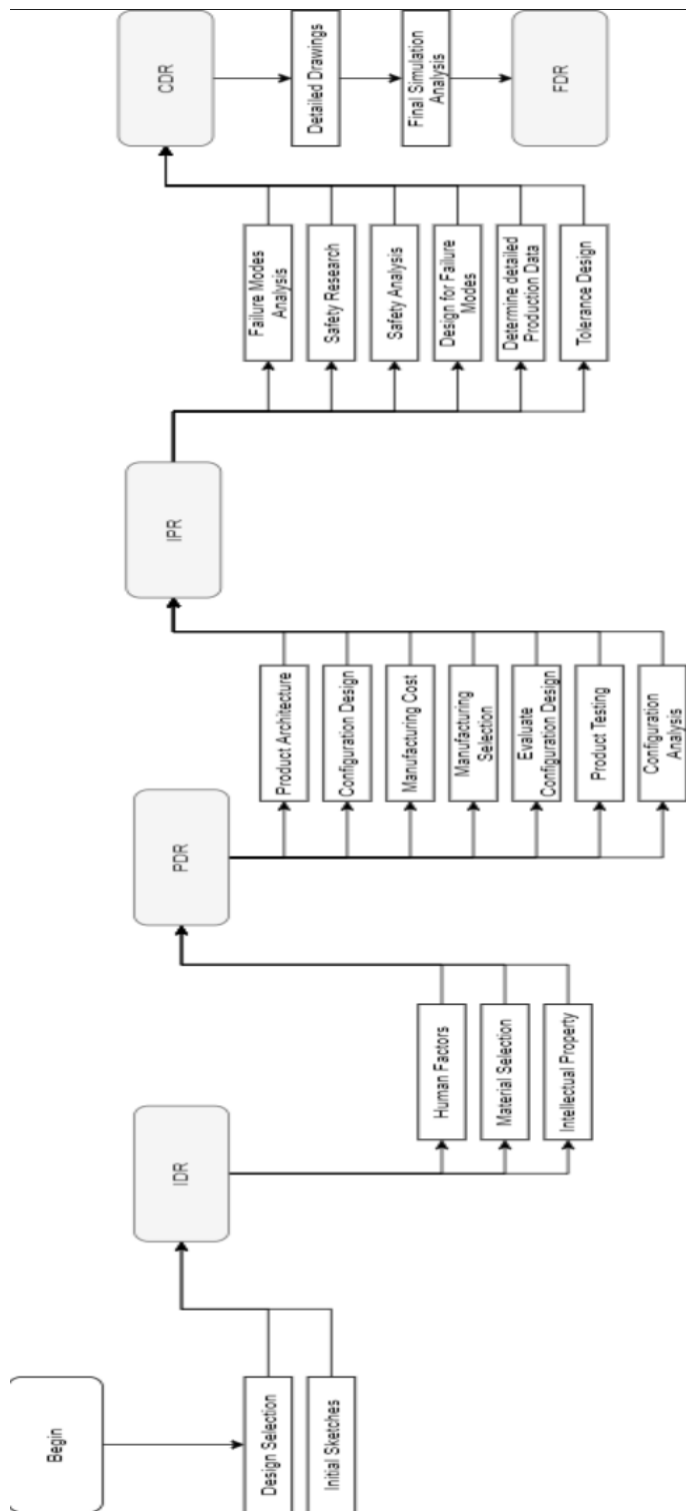 Begin
Design Selection
Initial Sketches
IDR
Human Factors
Material Selection
Intellectual Property
PDR
Product Architecture
Configuration Design
Manufacturing Cost
Manufacturing
Selection
Evaluate
Configuration Design
Product Testing
Configuration
Analysis
IPR
Failure Modes
Analysis
Safety Research
Safety Analysis
Design for Failure
Modes
Determine detailed
Production Data
Tolerance Design
CDR
Detailed Drawings
Final Simulation
Analysis
FDR